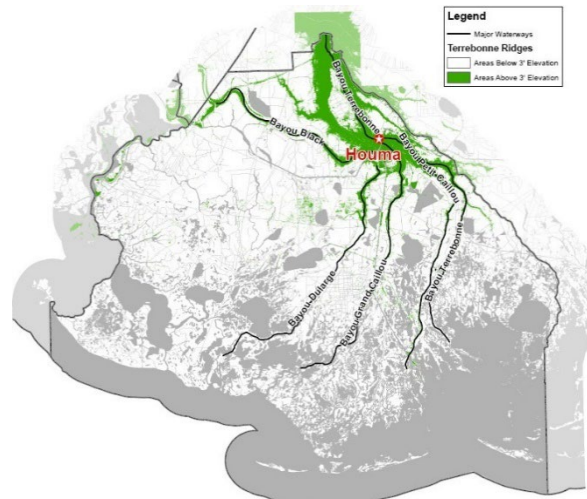 Legend
Major Waterways
Terrebonne Ridges
Areas Below 3' Elevation
Areas Above 3' Elevation
Bayou Terrebonne
Bayou Black
Houma
Bayou Petit Caillou
Bayou Dularge
Bayou Grand Caillou
Bayou Terrebonne